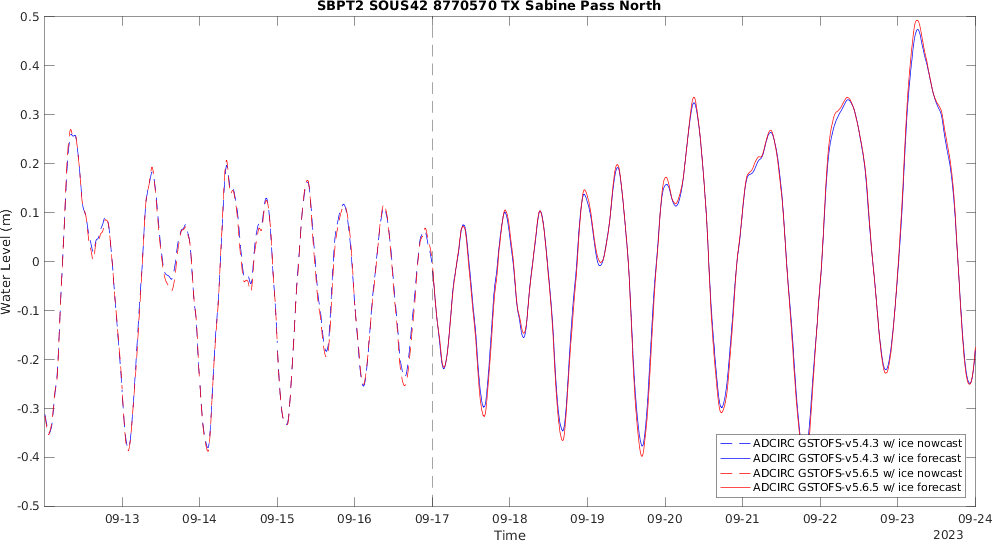 SBPT2 SOUS42 8770570 TX Sabine Pass North
0.5
0.4
0.3
0.2
0.1
0
-0.1
-0.2
-0.3
-0.4
-0.5
Water Level (m)
ADCIRC GSTOFS-v5.4.3 w/ ice nowcast
ADCIRC GSTOFS-v5.4.3 w/ ice forecast
ADCIRC GSTOFS-v5.6.5 w/ ice nowcast
ADCIRC GSTOFS-v5.6.5 w/ ice forecast
09-13 09-14 09-15 09-16 09-17 09-18 09-19 09-20 09-21 09-22 09-23 09-24
Time
2023